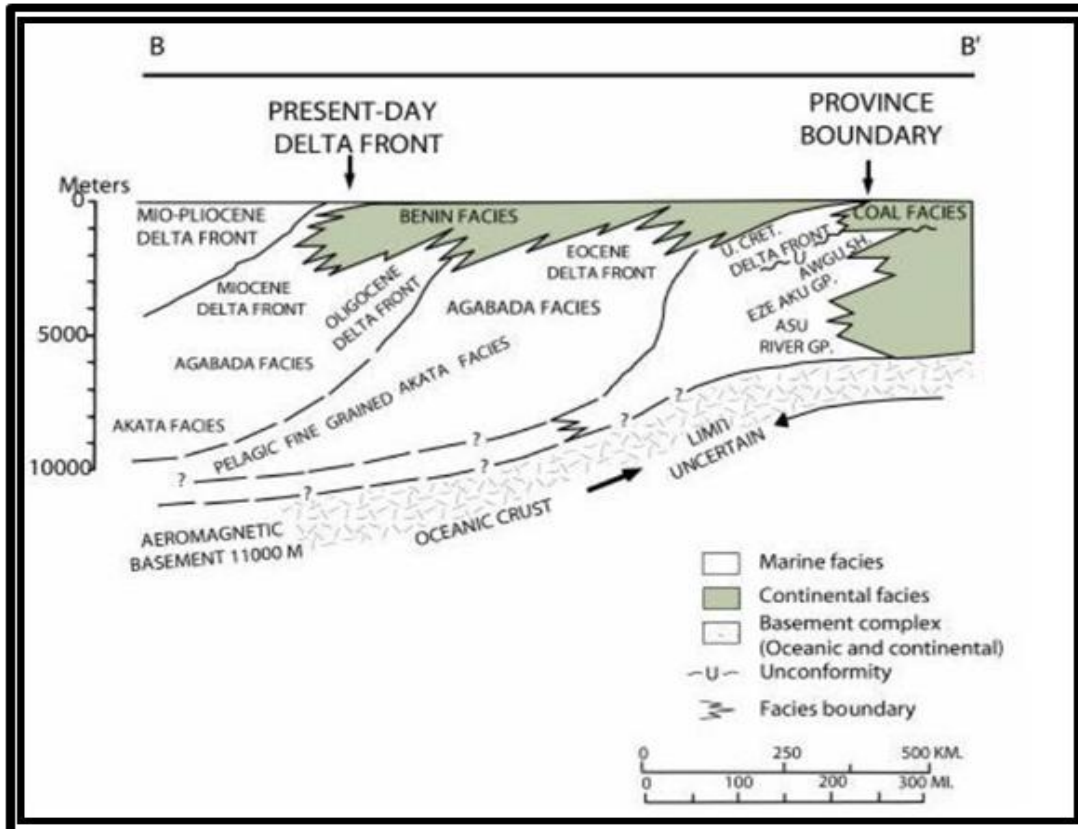 B
B'
PRESENT-DAY
DELTA FRONT
PROVINCE
BOUNDARY
Meters
0
5000
10000
MIO-PLIOCENE
DELTA FRONT
BENIN FACIES
COAL FACIES
MIOCENE
DELTA FRONT
OLIGOCENE
DELTA FRONT
EOCENE
DELTA FRONT
U. CRET.
DELTA FRONT
U
AWGU SH.
EZE AKU GP.
ASU
RIVER GP.
AGABADA FACIES
AGABADA FACIES
AKATA FACIES
PELAGIC FINE GRAINED AKATA FACIES
?
?
?
?
?
?
LIMIT
UNCERTAIN
OCEANIC CRUST
AEROMAGNETIC
BASEMENT 11000 M
Marine facies
Continental facies
Basement complex
(Oceanic and continental)
U
Unconformity
Facies boundary
0 250 500 KM.
0 100 200 300 MI.